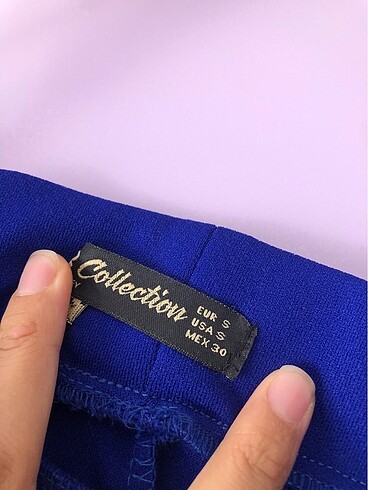 Collection
EUR S
USA S
MEX 30